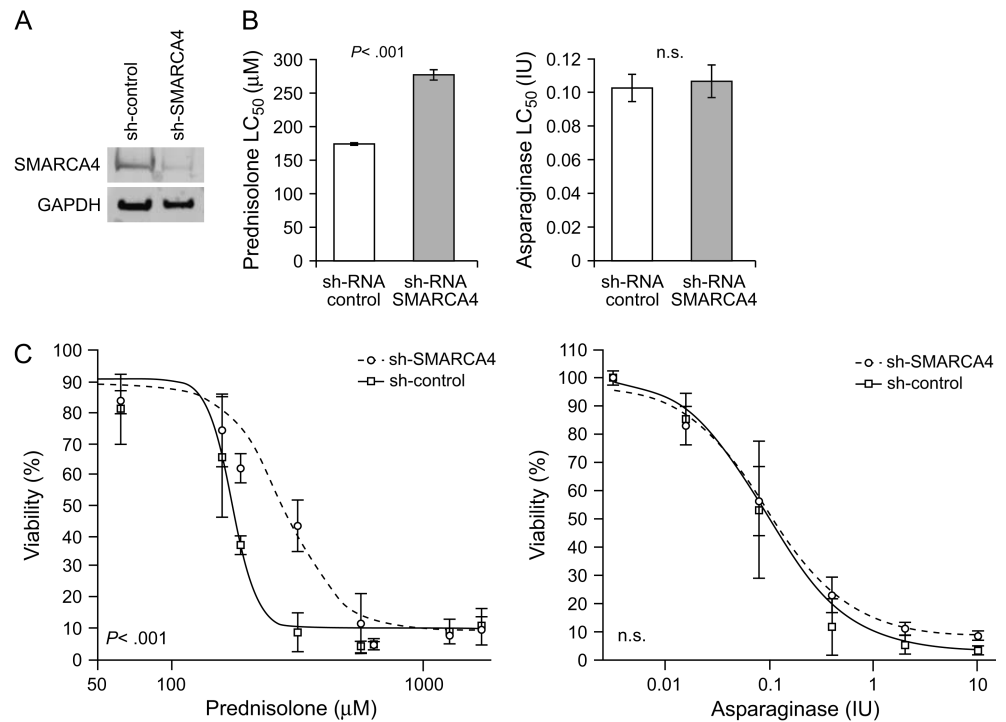 A
sh-control
sh-SMARCA4
SMARCA4
GAPDH
B
Prednisolone LC50 (µM)
300
250
200
150
100
50
0
P< .001
sh-RNA control
sh-RNA SMARCA4
Asparaginase LC50 (IU)
0.12
0.10
0.08
0.06
0.04
0.02
0
n.s.
sh-RNA control
sh-RNA SMARCA4
C
Viability (%)
100
90
80
70
60
50
40
30
20
10
0
sh-SMARCA4
sh-control
P< .001
50
100
1000
Prednisolone (µM)
Viability (%)
110
100
90
80
70
60
50
40
30
20
10
0
sh-SMARCA4
sh-control
n.s.
0.01
0.1
1
10
Asparaginase (IU)